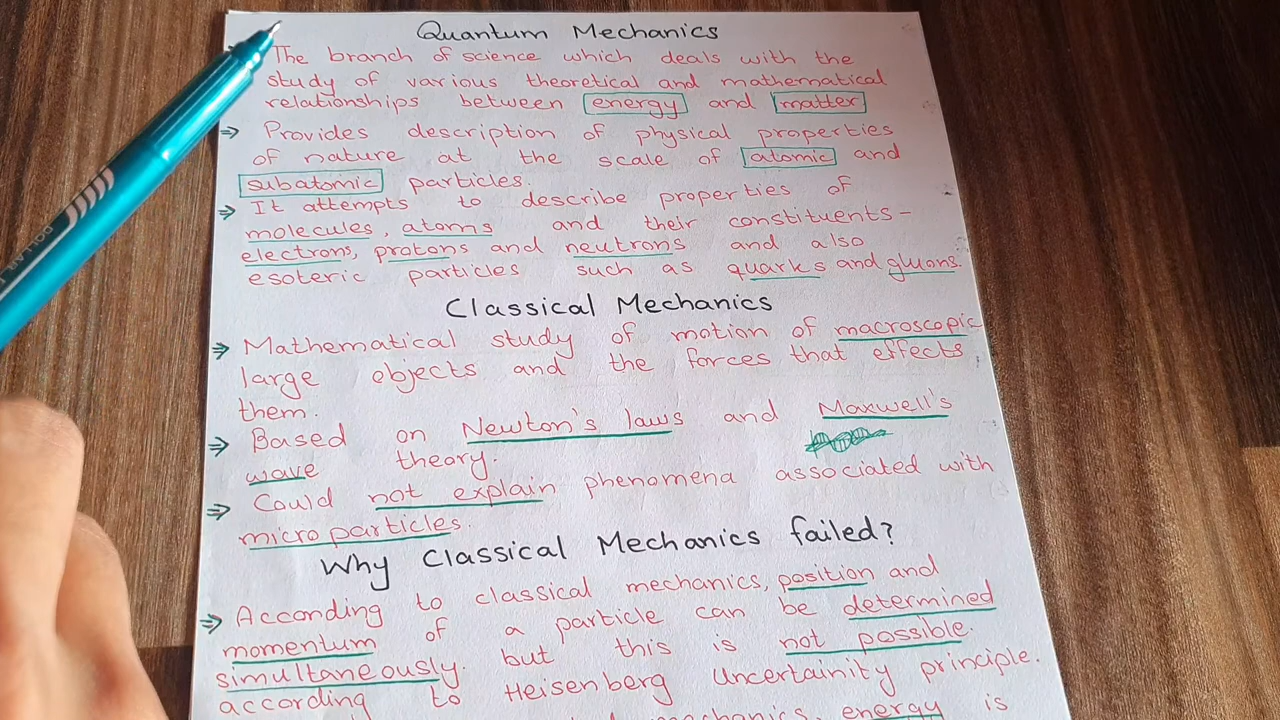 Quantum Mechanics
The branch of science which deals with the
study of various theoretical and mathematical
relationships between energy and matter
⇒ Provides description of physical properties
of nature at the scale of atomic and
subatomic particles.
⇒ It attempts to describe properties of
molecules, atoms and their constituents-
electrons, protons and neutrons and also
esoteric particles such as quarks and gluons.
Classical Mechanics
⇒ Mathematical study of motion of macroscopic
large objects and the forces that effects
them.
⇒ Based on Newton's laws and Maxwell's
wave theory.
⇒ Could not explain phenomena associated with
microparticles.
Why Classical Mechanics failed?
⇒ According to classical mechanics, position and
momentum of a particle can be determined
simultaneously. but this is not possible.
according to Heisenberg Uncertainity principle.
mechanics, energy is